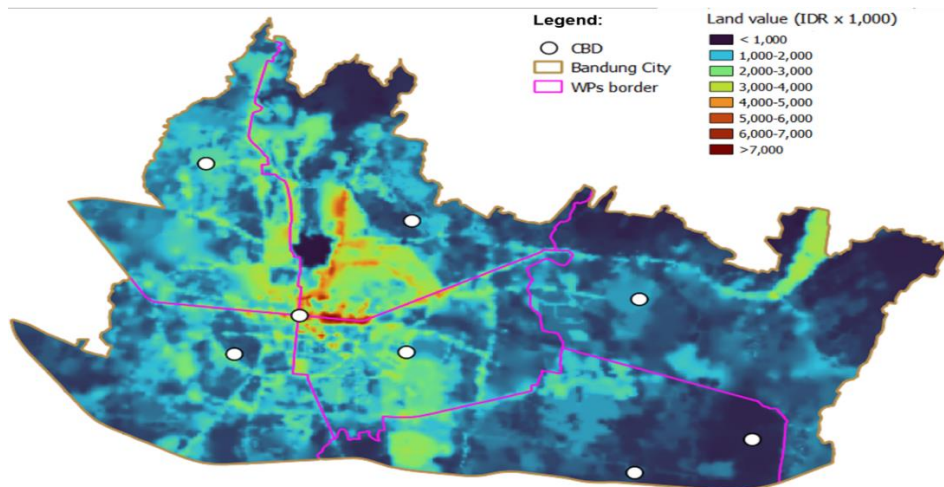 Legend:
CBD
Bandung City
WPs border
Land value (IDR x 1,000)
< 1,000
1,000-2,000
2,000-3,000
3,000-4,000
4,000-5,000
5,000-6,000
6,000-7,000
>7,000